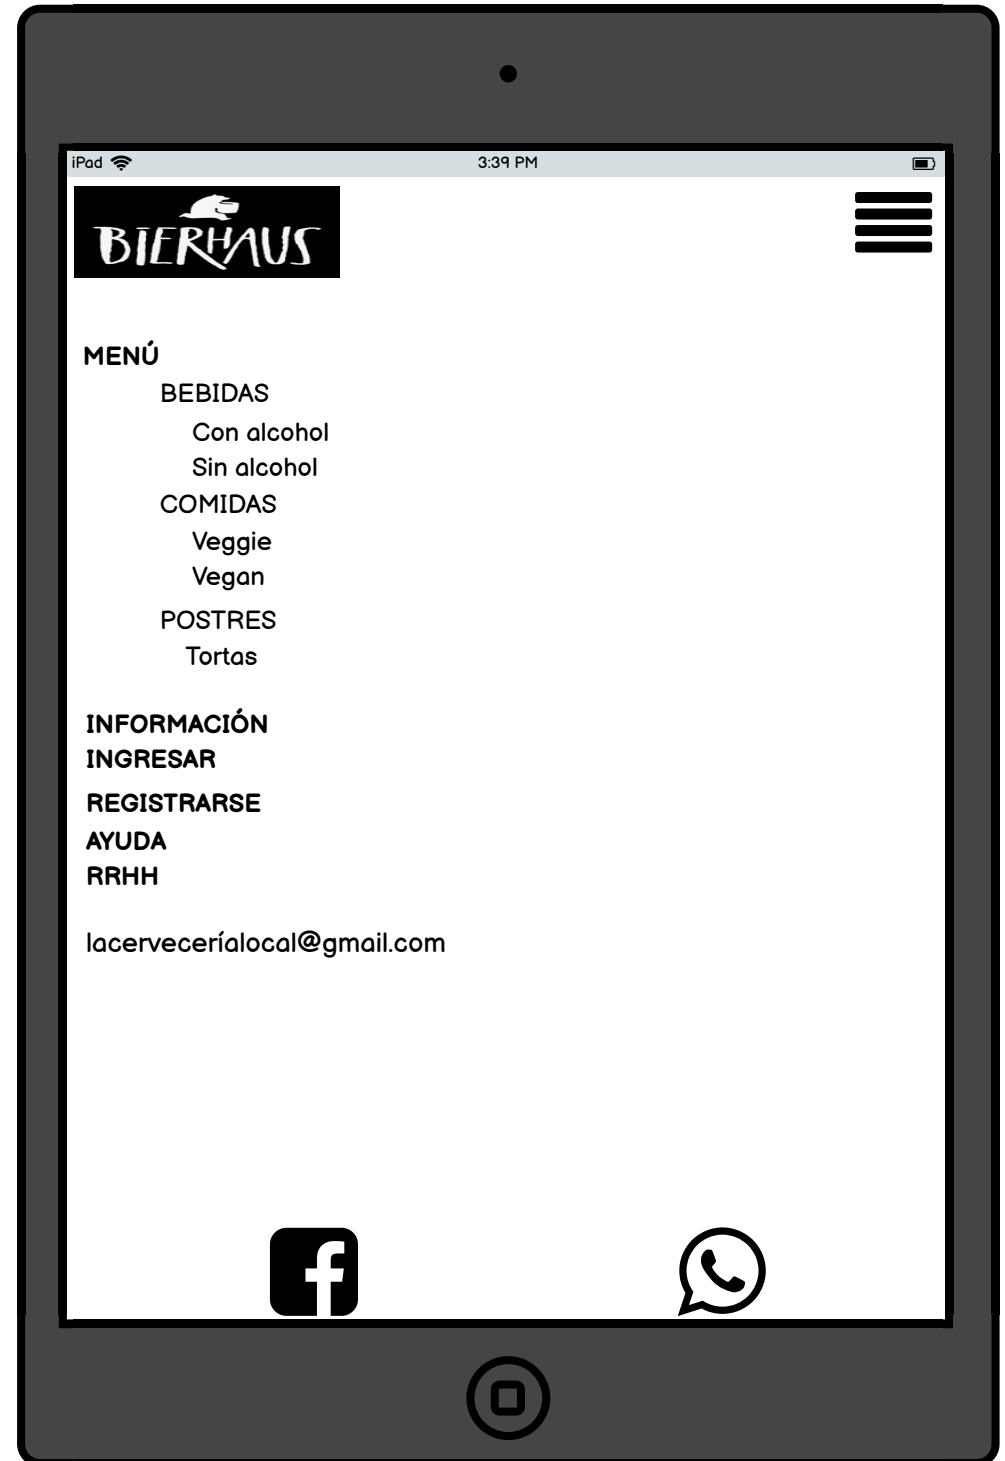 iPad 3:39 PM
BIERHAUS
MENÚ
BEBIDAS
Con alcohol
Sin alcohol
COMIDAS
Veggie
Vegan
POSTRES
Tortas
INFORMACIÓN
INGRESAR
REGISTRARSE
AYUDA
RRHH
lacerveceríalocal@gmail.com